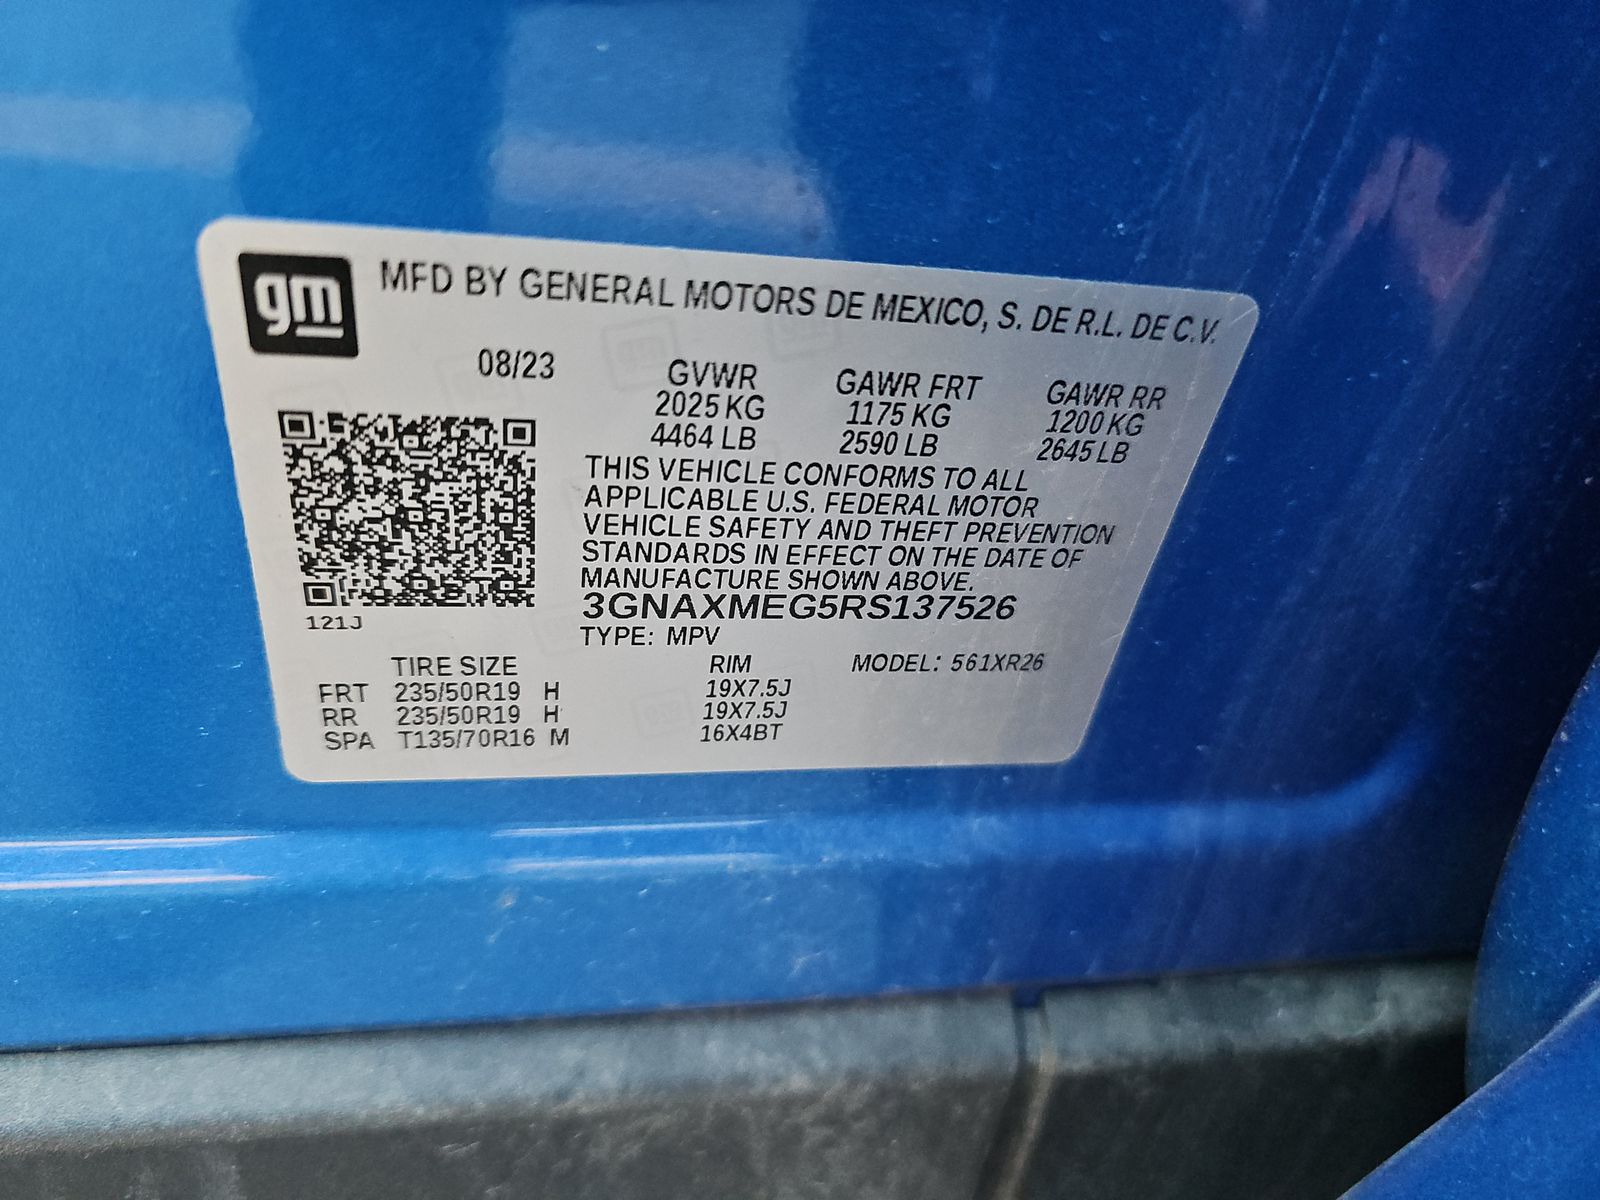 gm MFD BY GENERAL MOTORS DE MEXICO, S. DE R.L. DE C.V.
08/23 GVWR GAWR FRT GAWR RR
2025 KG 1175 KG 1200 KG
4464 LB 2590 LB 2645 LB
THIS VEHICLE CONFORMS TO ALL
APPLICABLE U.S. FEDERAL MOTOR
VEHICLE SAFETY AND THEFT PREVENTION
STANDARDS IN EFFECT ON THE DATE OF
MANUFACTURE SHOWN ABOVE.
3GNAXMEG5RS137526
121J
TYPE: MPV
TIRE SIZE RIM MODEL: 561XR26
FRT 235/50R19 H 19X7.5J
RR 235/50R19 H 19X7.5J
SPA T135/70R16 M 16X4BT